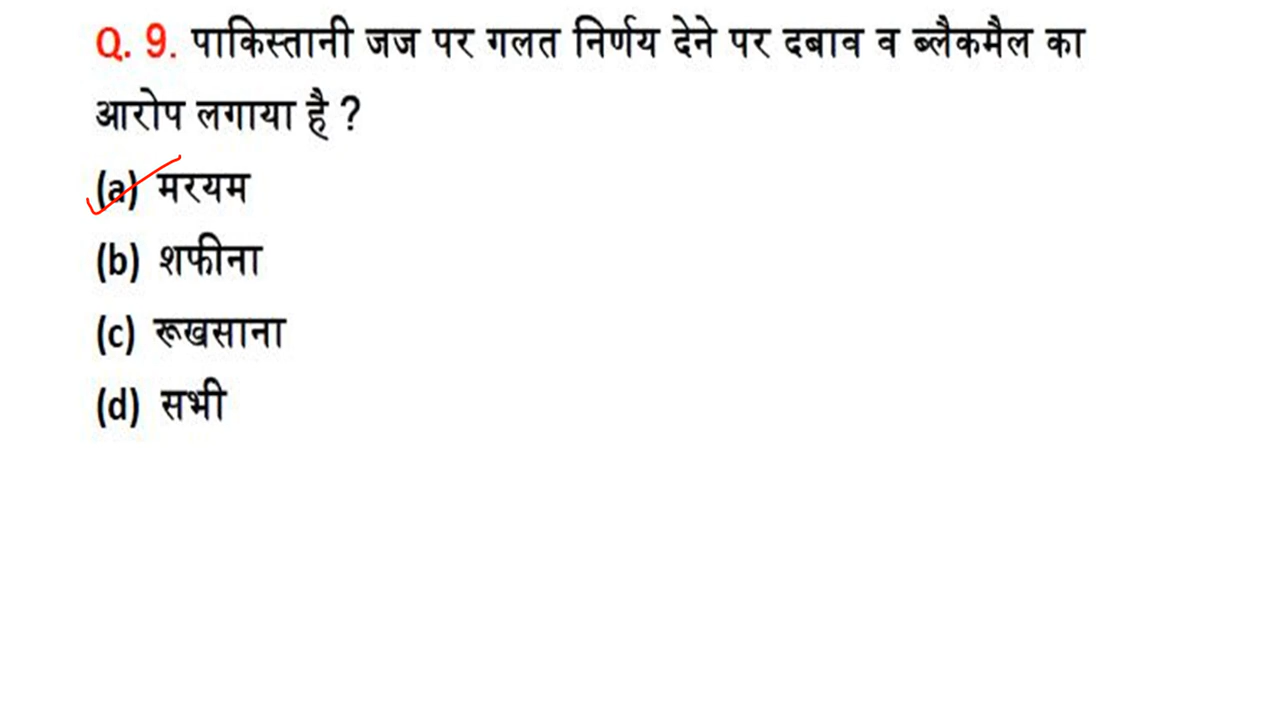 Q. 9. पाकिस्तानी जज पर गलत निर्णय देने पर दबाव व ब्लैकमैल का
आरोप लगाया है ?
(a) मरयम
(b) शफीना
(c) रूखसाना
(d) सभी